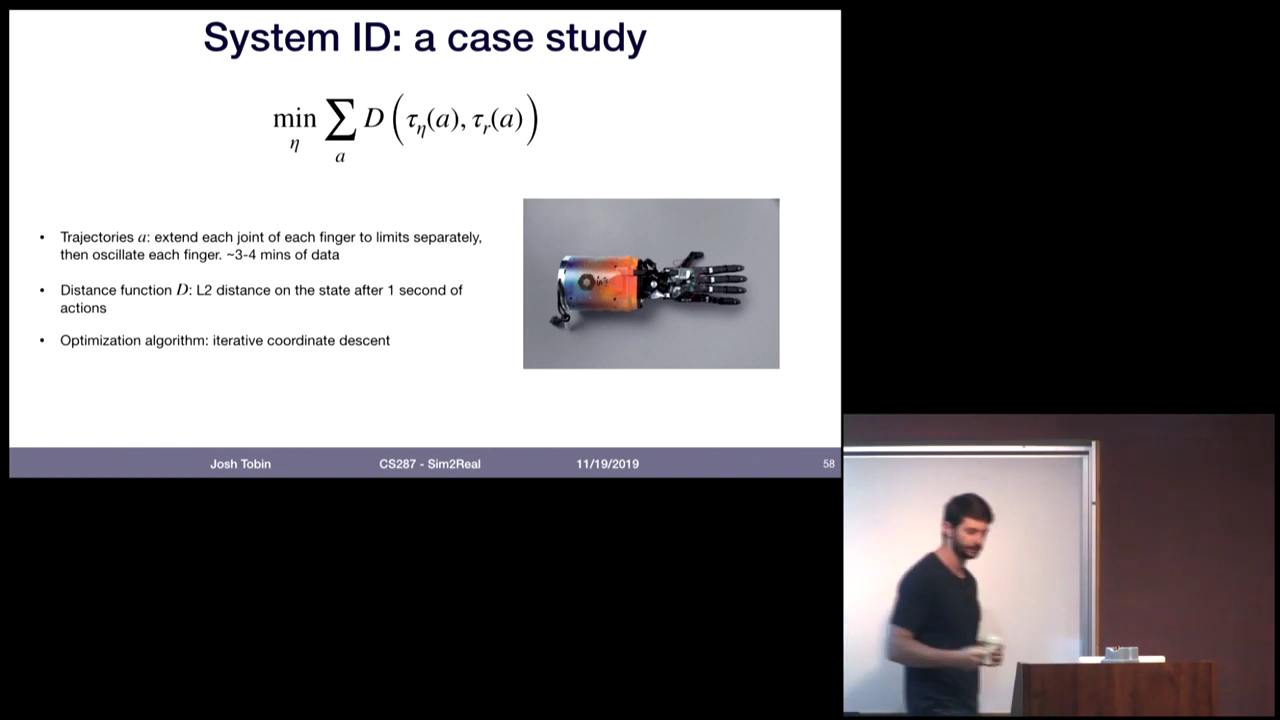 System ID: a case study
min η ∑ a D(τη(a), τr(a))
• Trajectories a: extend each joint of each finger to limits separately,
then oscillate each finger. ~3-4 mins of data
• Distance function D: L2 distance on the state after 1 second of
actions
• Optimization algorithm: iterative coordinate descent
Josh Tobin CS287 - Sim2Real 11/19/2019 58